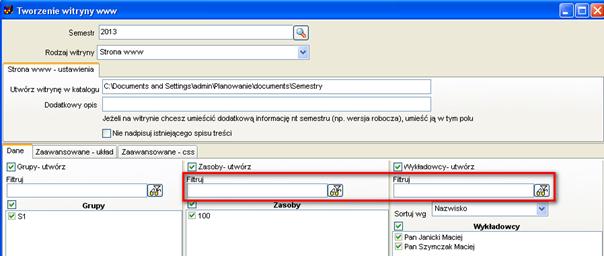 Tworzenie witryny www
Semestr 2013
Rodzaj witryny Strona www
Strona www - ustawienia
Utwórz witrynę w katalogu C:\Documents and Settings\admin\Planowanie\documents\Semestry
Dodatkowy opis
Jeżeli na witrynie chcesz umieścić dodatkową informację nt semestru (np. wersja robocza), umieść ją w tym polu
Nie nadpisuj istniejącego spisu treści
Dane Zaawansowane - układ Zaawansowane - css
Grupy- utwórz Zasoby- utwórz Wykładowcy- utwórz
Filtruj Filtruj Filtruj
Grupy Zasoby Sortuj wg Nazwisko
S1 100 Wykładowcy
Pan Janicki Maciej
Pan Szymczak Maciej